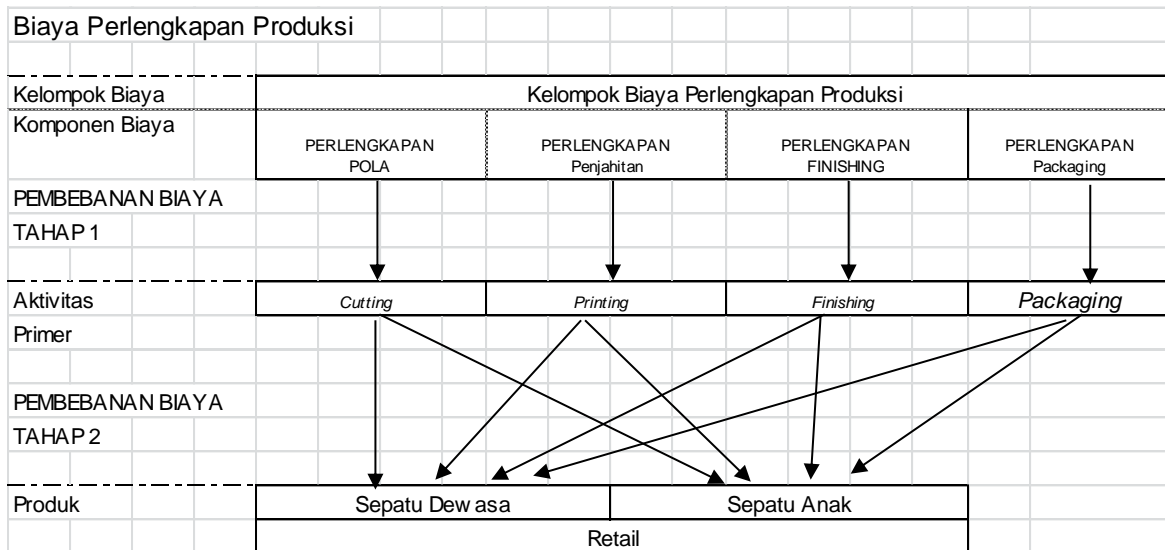 Biaya Perlengkapan Produksi
Kelompok Biaya
Kelompok Biaya Perlengkapan Produksi
Komponen Biaya
PERLENGKAPAN
POLA
PERLENGKAPAN
Penjahitan
PERLENGKAPAN
FINISHING
PERLENGKAPAN
Packaging
PEMBEBANAN BIAYA
TAHAP 1
Aktivitas
Cutting
Printing
Finishing
Packaging
Primer
PEMBEBANAN BIAYA
TAHAP 2
Produk
Sepatu Dewasa
Sepatu Anak
Retail